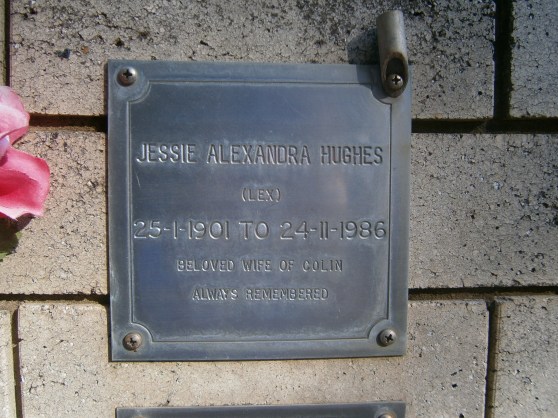 JESSIE ALEXANDRA HUGHES
(LEX)
25-1-1901 TO 24-11-1986
BELOVED WIFE OF COLIN
ALWAYS REMEMBERED